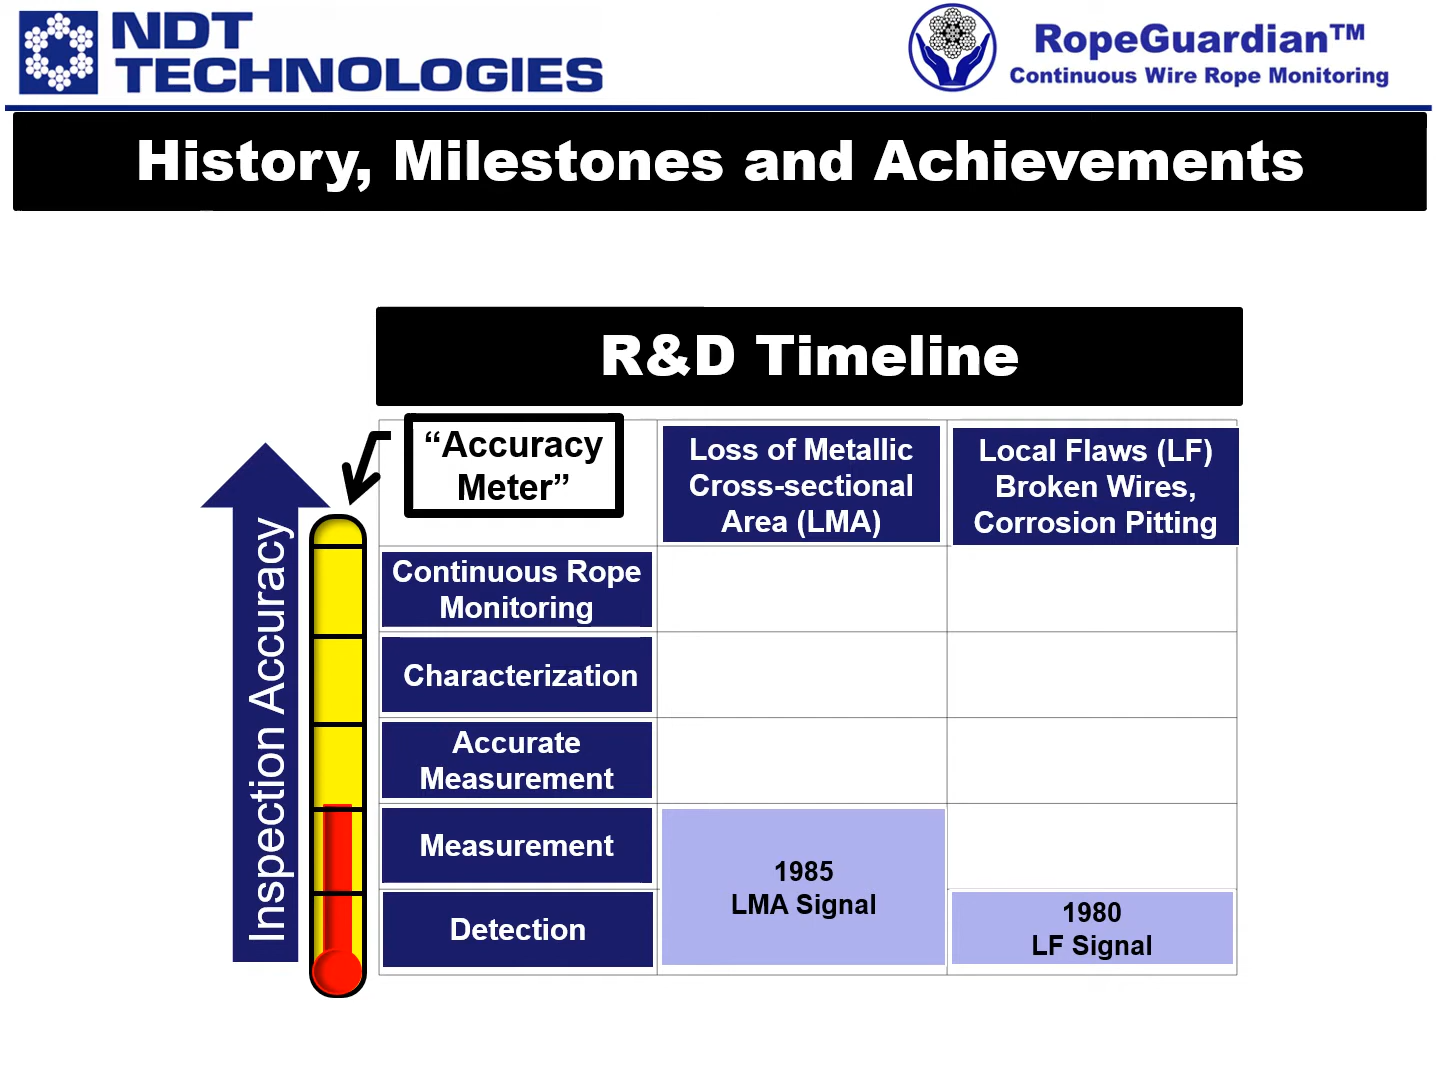 NDT
TECHNOLOGIES
RopeGuardian™
Continuous Wire Rope Monitoring
History, Milestones and Achievements
R&D Timeline
“Accuracy
Meter”
Loss of Metallic
Cross-sectional
Area (LMA)
Local Flaws (LF)
Broken Wires,
Corrosion Pitting
Inspection Accuracy
Continuous Rope
Monitoring
Characterization
Accurate
Measurement
Measurement
1985
LMA Signal
Detection
1980
LF Signal